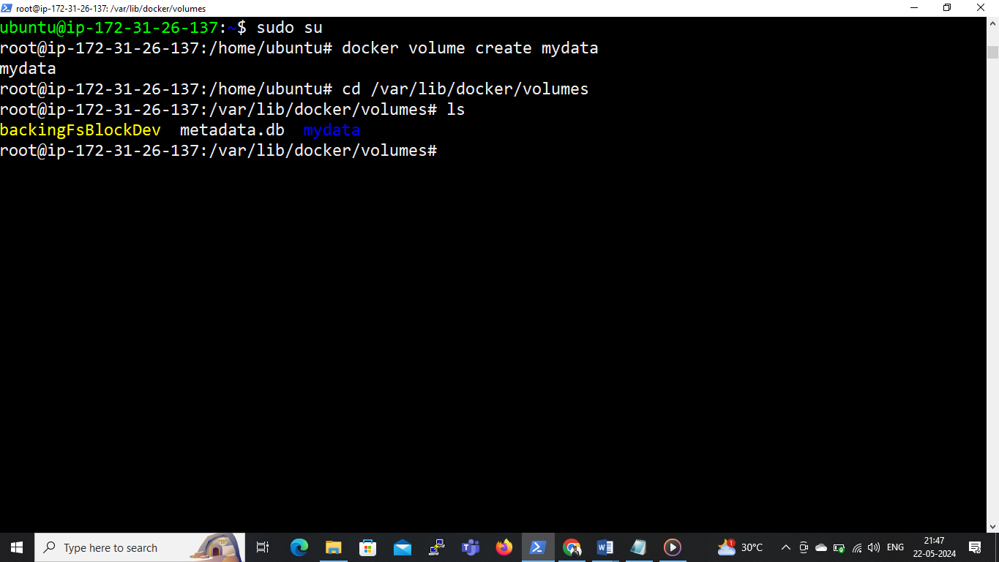 root@ip-172-31-26-137: /var/lib/docker/volumes
ubuntu@ip-172-31-26-137:~$ sudo su
root@ip-172-31-26-137:/home/ubuntu# docker volume create mydata
mydata
root@ip-172-31-26-137:/home/ubuntu# cd /var/lib/docker/volumes
root@ip-172-31-26-137:/var/lib/docker/volumes# ls
backingFsBlockDev  metadata.db  mydata
root@ip-172-31-26-137:/var/lib/docker/volumes#
Type here to search
1
30°C
ENG
21:47
22-05-2024